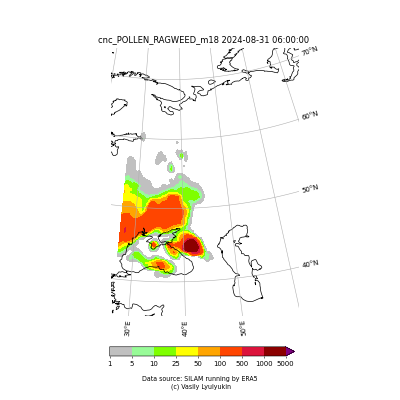 cnc_POLLEN_RAGWEED_m18 2024-08-31 06:00:00
70°N
60°N
50°N
40°N
30°E 40°E 50°E
1 5 10 25 50 100 500 1000 5000
Data source: SILAM running by ERA5
(c) Vasily Lyulyukin